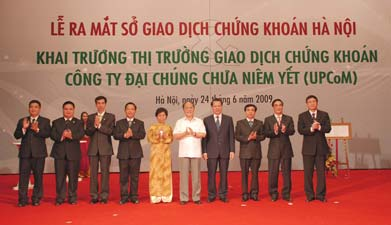 LỄ RA MẮT SỞ GIAO DỊCH CHỨNG KHOÁN HÀ NỘI
KHAI TRƯƠNG THỊ TRƯỜNG GIAO DỊCH CHỨNG KHOÁN
CÔNG TY ĐẠI CHÚNG CHƯA NIÊM YẾT (UPCoM)
Hà Nội, ngày 24 tháng 6 năm 2009